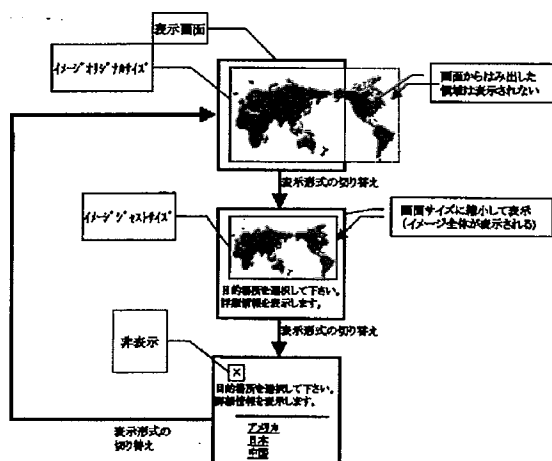 表示画面
イメージオリジナルサイズ
画面からはみ出した
領域は表示されない
表示形式の切り替え
イメージジャストサイズ
画面サイズに縮小して表示
(イメージ全体が表示される)
目的場所を選択して下さい。
詳細情報を表示します。
表示形式の切り替え
非表示
目的場所を選択して下さい。
詳細情報を表示します。
アメリカ
日本
中国
表示形式の
切り替え